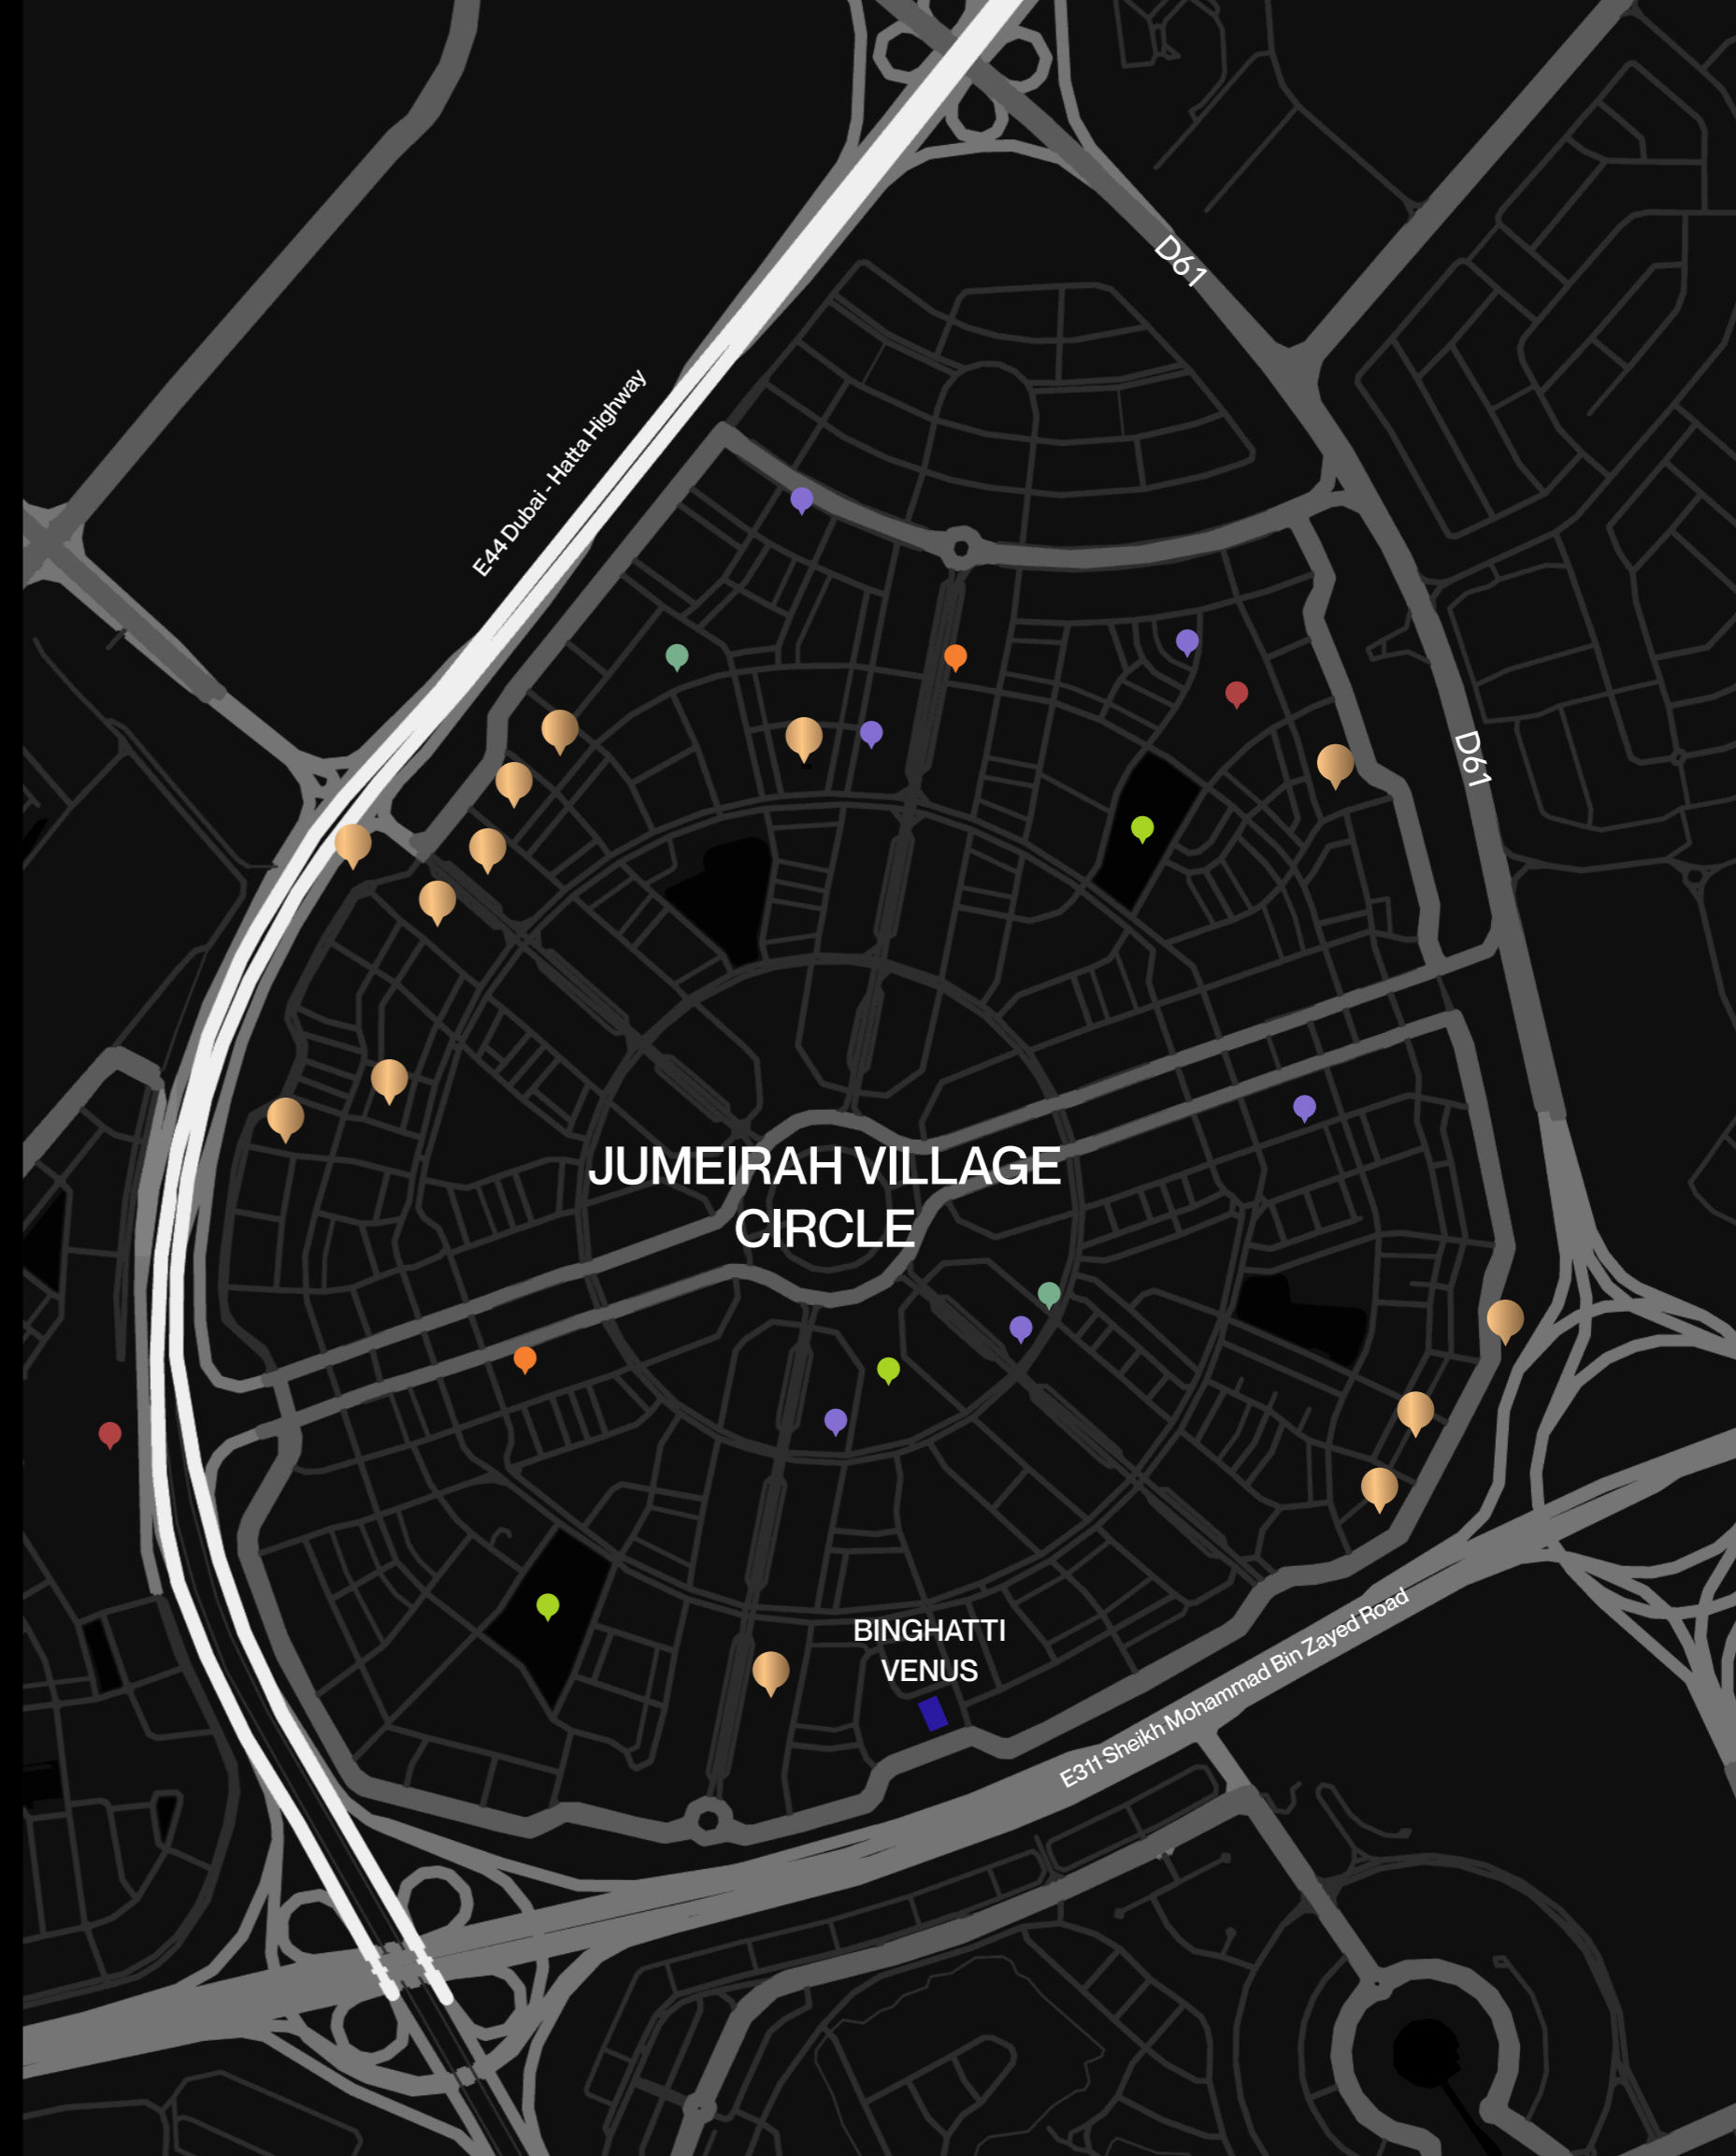 D61
E44 Dubai - Hatta Highway
D61
JUMEIRAH VILLAGE
CIRCLE
BINGHATTI
VENUS
E311 Sheikh Mohammad Bin Zayed Road